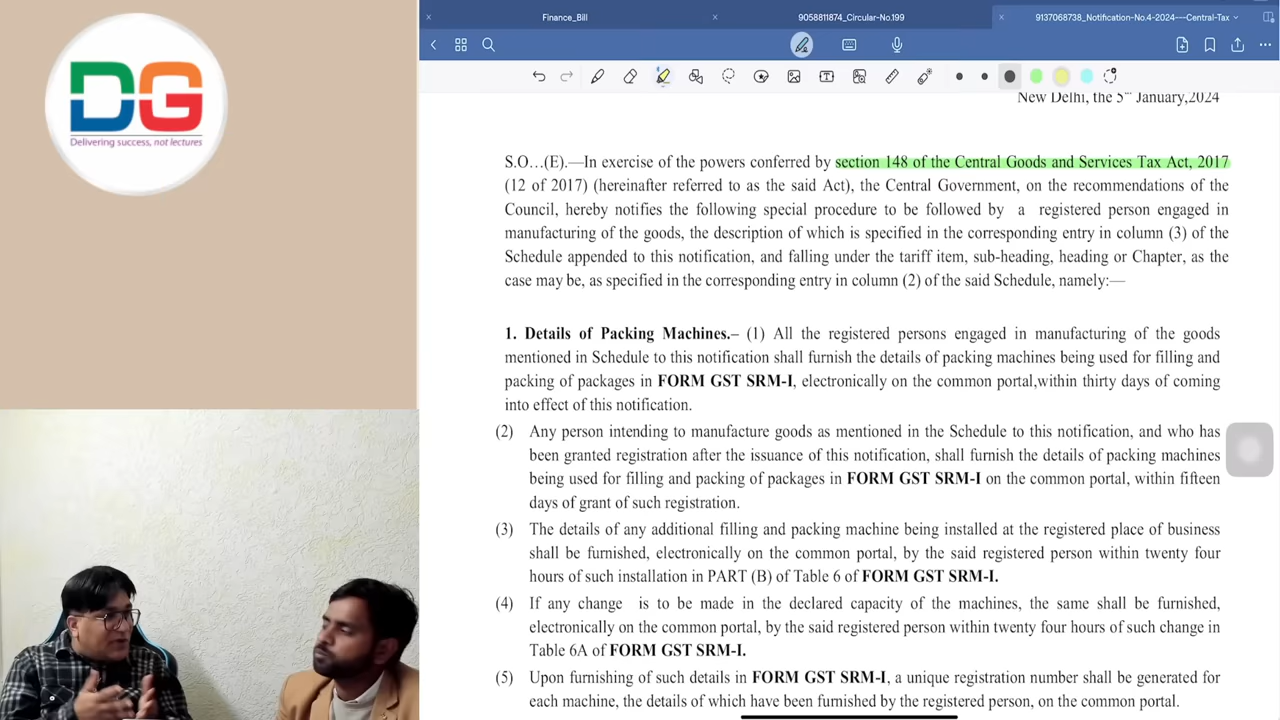 DG
Delivering success, not lectures
Finance_Bill
9058811874_Circular-No.199
9137068738_Notification-No.4-2024---Central-Tax
New Delhi, the 5th January,2024
S.O…(E).—In exercise of the powers conferred by section 148 of the Central Goods and Services Tax Act, 2017
(12 of 2017) (hereinafter referred to as the said Act), the Central Government, on the recommendations of the
Council, hereby notifies the following special procedure to be followed by a registered person engaged in
manufacturing of the goods, the description of which is specified in the corresponding entry in column (3) of the
Schedule appended to this notification, and falling under the tariff item, sub-heading, heading or Chapter, as the
case may be, as specified in the corresponding entry in column (2) of the said Schedule, namely:—
1. Details of Packing Machines.– (1) All the registered persons engaged in manufacturing of the goods
mentioned in Schedule to this notification shall furnish the details of packing machines being used for filling and
packing of packages in FORM GST SRM-I, electronically on the common portal,within thirty days of coming
into effect of this notification.
(2) Any person intending to manufacture goods as mentioned in the Schedule to this notification, and who has
been granted registration after the issuance of this notification, shall furnish the details of packing machines
being used for filling and packing of packages in FORM GST SRM-I on the common portal, within fifteen
days of grant of such registration.
(3) The details of any additional filling and packing machine being installed at the registered place of business
shall be furnished, electronically on the common portal, by the said registered person within twenty four
hours of such installation in PART (B) of Table 6 of FORM GST SRM-I.
(4) If any change is to be made in the declared capacity of the machines, the same shall be furnished,
electronically on the common portal, by the said registered person within twenty four hours of such change in
Table 6A of FORM GST SRM-I.
(5) Upon furnishing of such details in FORM GST SRM-I, a unique registration number shall be generated for
each machine, the details of which have been furnished by the registered person, on the common portal.